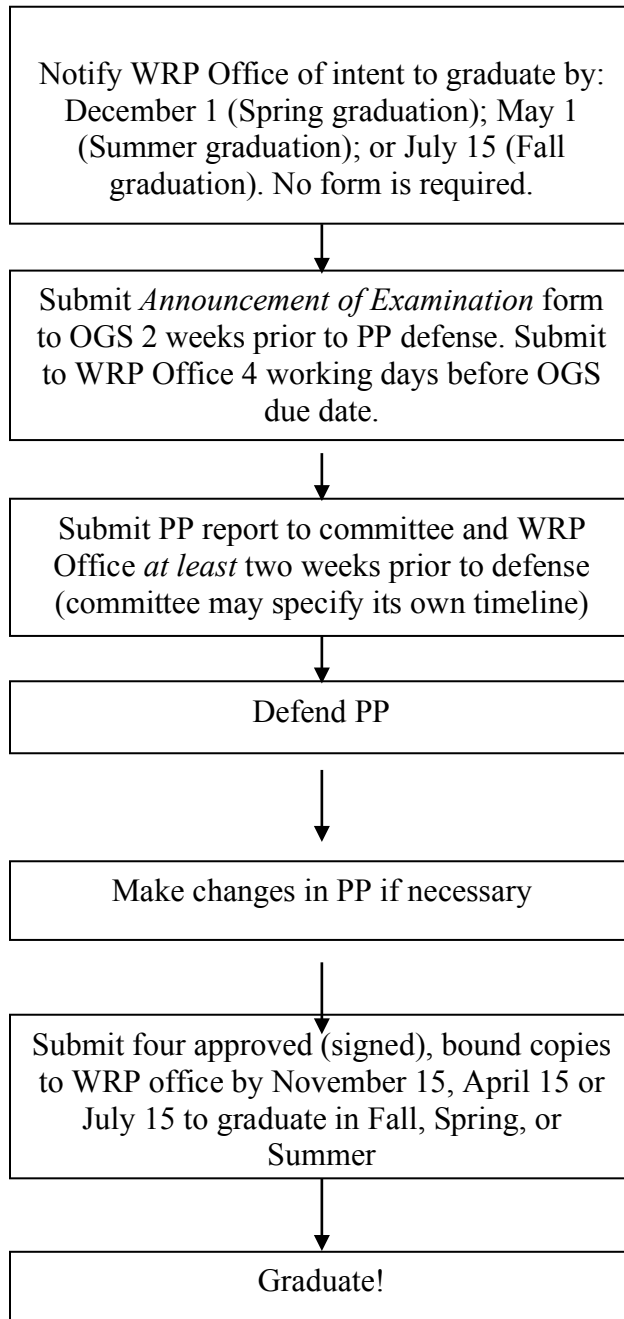 Notify WRP Office of intent to graduate by:
December 1 (Spring graduation); May 1
(Summer graduation); or July 15 (Fall
graduation). No form is required.
Submit Announcement of Examination form
to OGS 2 weeks prior to PP defense. Submit
to WRP Office 4 working days before OGS
due date.
Submit PP report to committee and WRP
Office at least two weeks prior to defense
(committee may specify its own timeline)
Defend PP
Make changes in PP if necessary
Submit four approved (signed), bound copies
to WRP office by November 15, April 15 or
July 15 to graduate in Fall, Spring, or
Summer
Graduate!